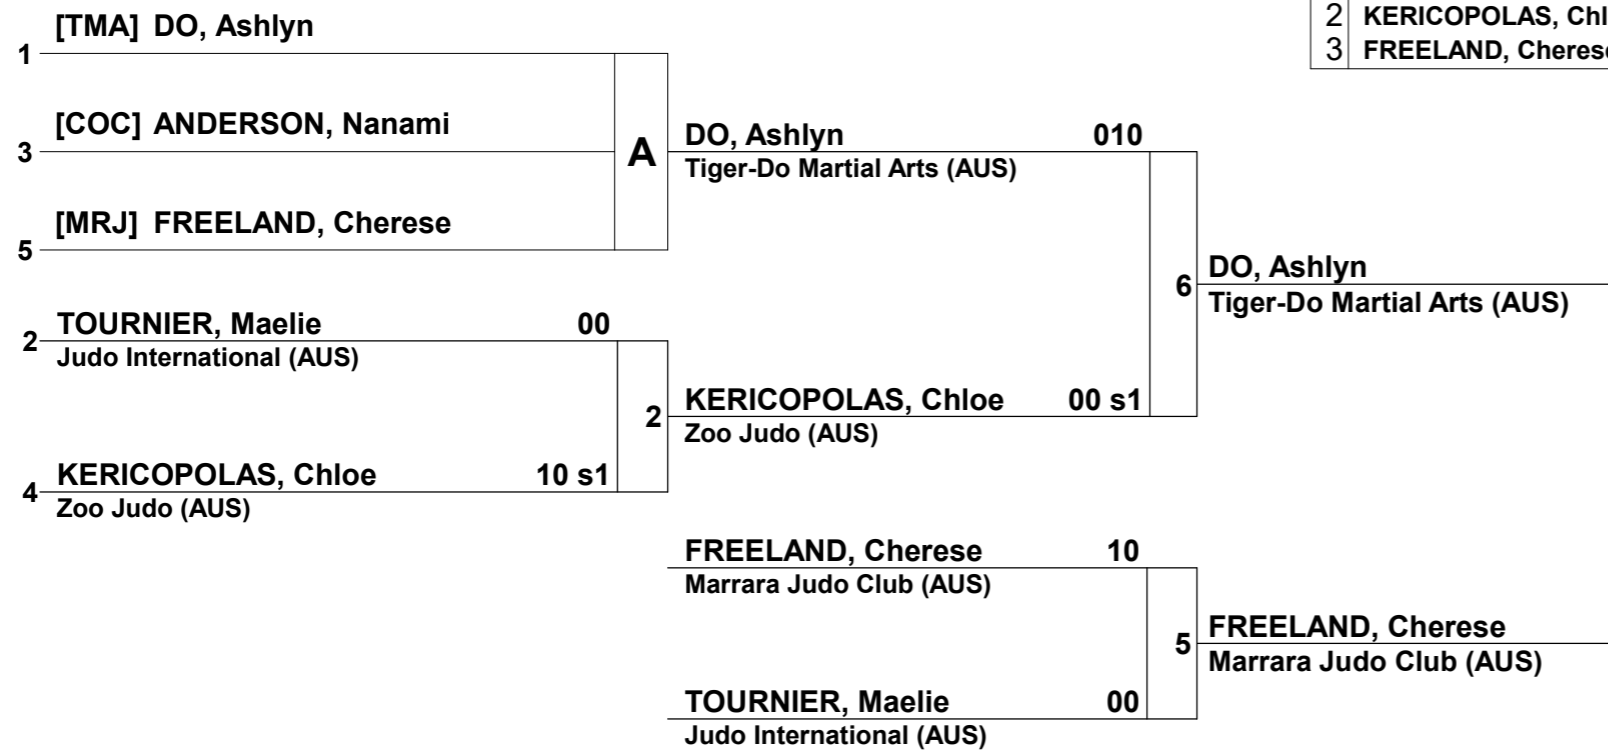 [TMA] DO, Ashlyn
1
[COC] ANDERSON, Nanami
3
[MRJ] FREELAND, Cherese
5
A
TOURNIER, Maelie 00
2
Judo International (AUS)
KERICOPOLAS, Chloe 10 s1
4
Zoo Judo (AUS)
2
DO, Ashlyn 010
Tiger-Do Martial Arts (AUS)
KERICOPOLAS, Chloe 00 s1
Zoo Judo (AUS)
6
DO, Ashlyn
Tiger-Do Martial Arts (AUS)
FREELAND, Cherese 10
Marrara Judo Club (AUS)
TOURNIER, Maelie 00
Judo International (AUS)
5
FREELAND, Cherese
Marrara Judo Club (AUS)
2 KERICOPOLAS,
3 FREELAND, Cherese